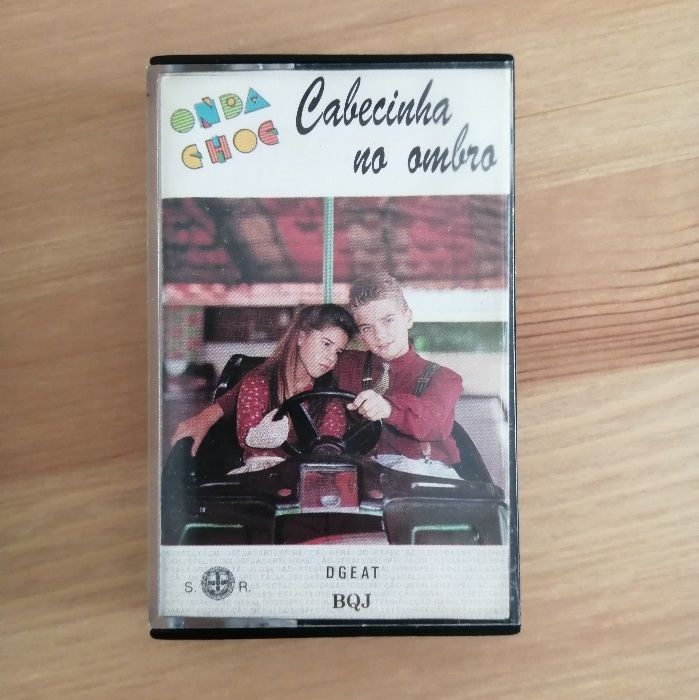 ONDA
CHOC
Cabecinha
no ombro
DGEAT
S. R.
BQJ